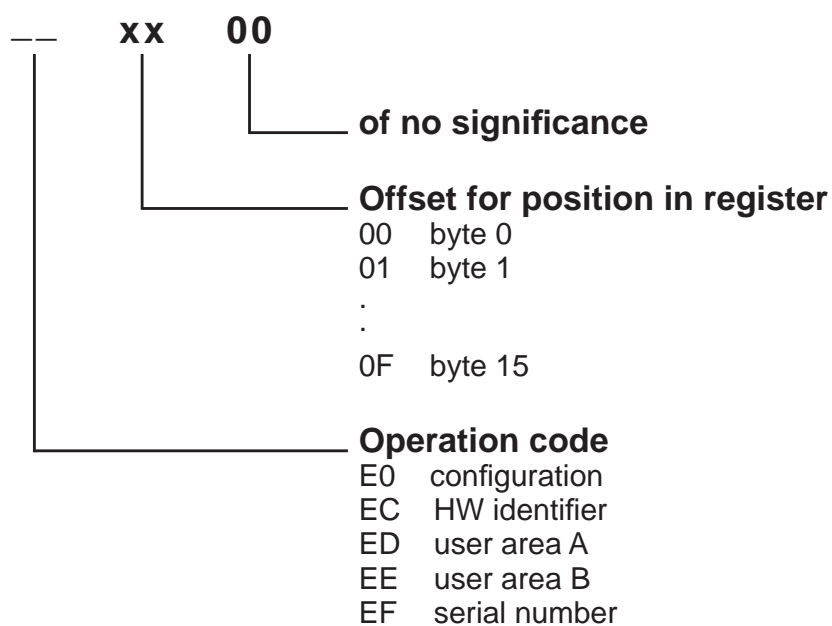 __ xx 00
of no significance
Offset for position in register
00 byte 0
01 byte 1
.
.
0F byte 15
Operation code
E0 configuration
EC HW identifier
ED user area A
EE user area B
EF serial number